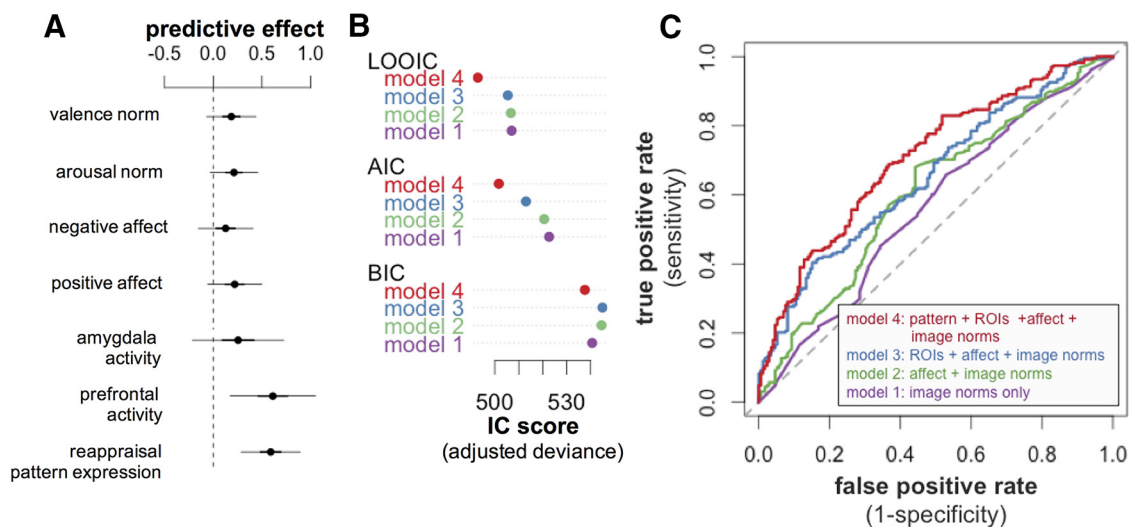 A
predictive effect
-0.5 0.0 0.5 1.0
valence norm
arousal norm
negative affect
positive affect
amygdala
activity
prefrontal
activity
reappraisal
pattern expression
B
LOOIC
model 4
model 3
model 2
model 1
AIC
model 4
model 3
model 2
model 1
BIC
model 4
model 3
model 2
model 1
500 530
IC score
(adjusted deviance)
C
true positive rate
(sensitivity)
1.0
0.8
0.6
0.4
0.2
0.0
model 4: pattern + ROIs +affect +
image norms
model 3: ROIs + affect + image norms
model 2: affect + image norms
model 1: image norms only
0.0 0.2 0.4 0.6 0.8 1.0
false positive rate
(1-specificity)